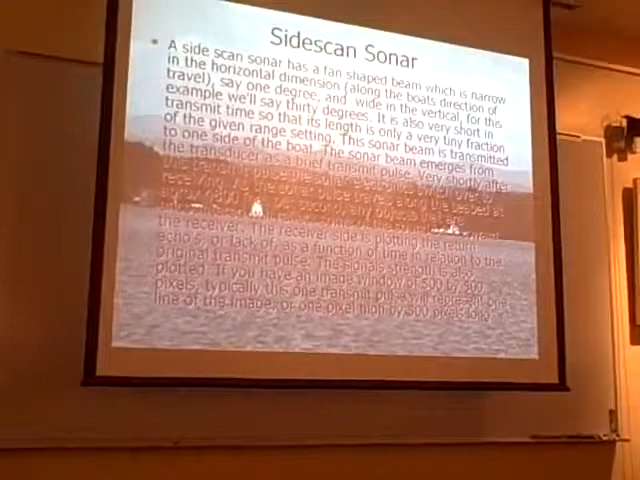 Sidescan Sonar
• A side scan sonar has a fan shaped beam which is narrow
in the horizontal dimension (along the boats direction of
travel), say one degree, and wide in the vertical, for this
example we'll say thirty degrees. It is also very short in
transmit time so that its length is only a very tiny fraction
of the given range setting. This sonar beam is transmitted
to one side of the boat. The sonar beam emerges from
the transducer as a brief transmit pulse. Very shortly after
the receiver. The receiver side is plotting the return
echo's, or lack of, as a function of time in relation to the
original transmit pulse. The signals strength is also
plotted. If you have an image window of 500 by 500
pixels, typically this one transmit pulse will represent one
line of the image, or one pixel high by 500 pixels long.